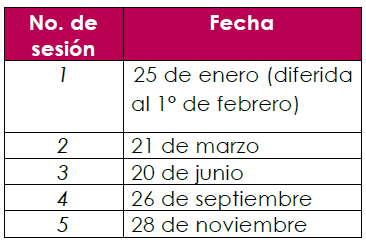 No. de sesión Fecha
1 25 de enero (diferida
al 1° de febrero)
2 21 de marzo
3 20 de junio
4 26 de septiembre
5 28 de noviembre